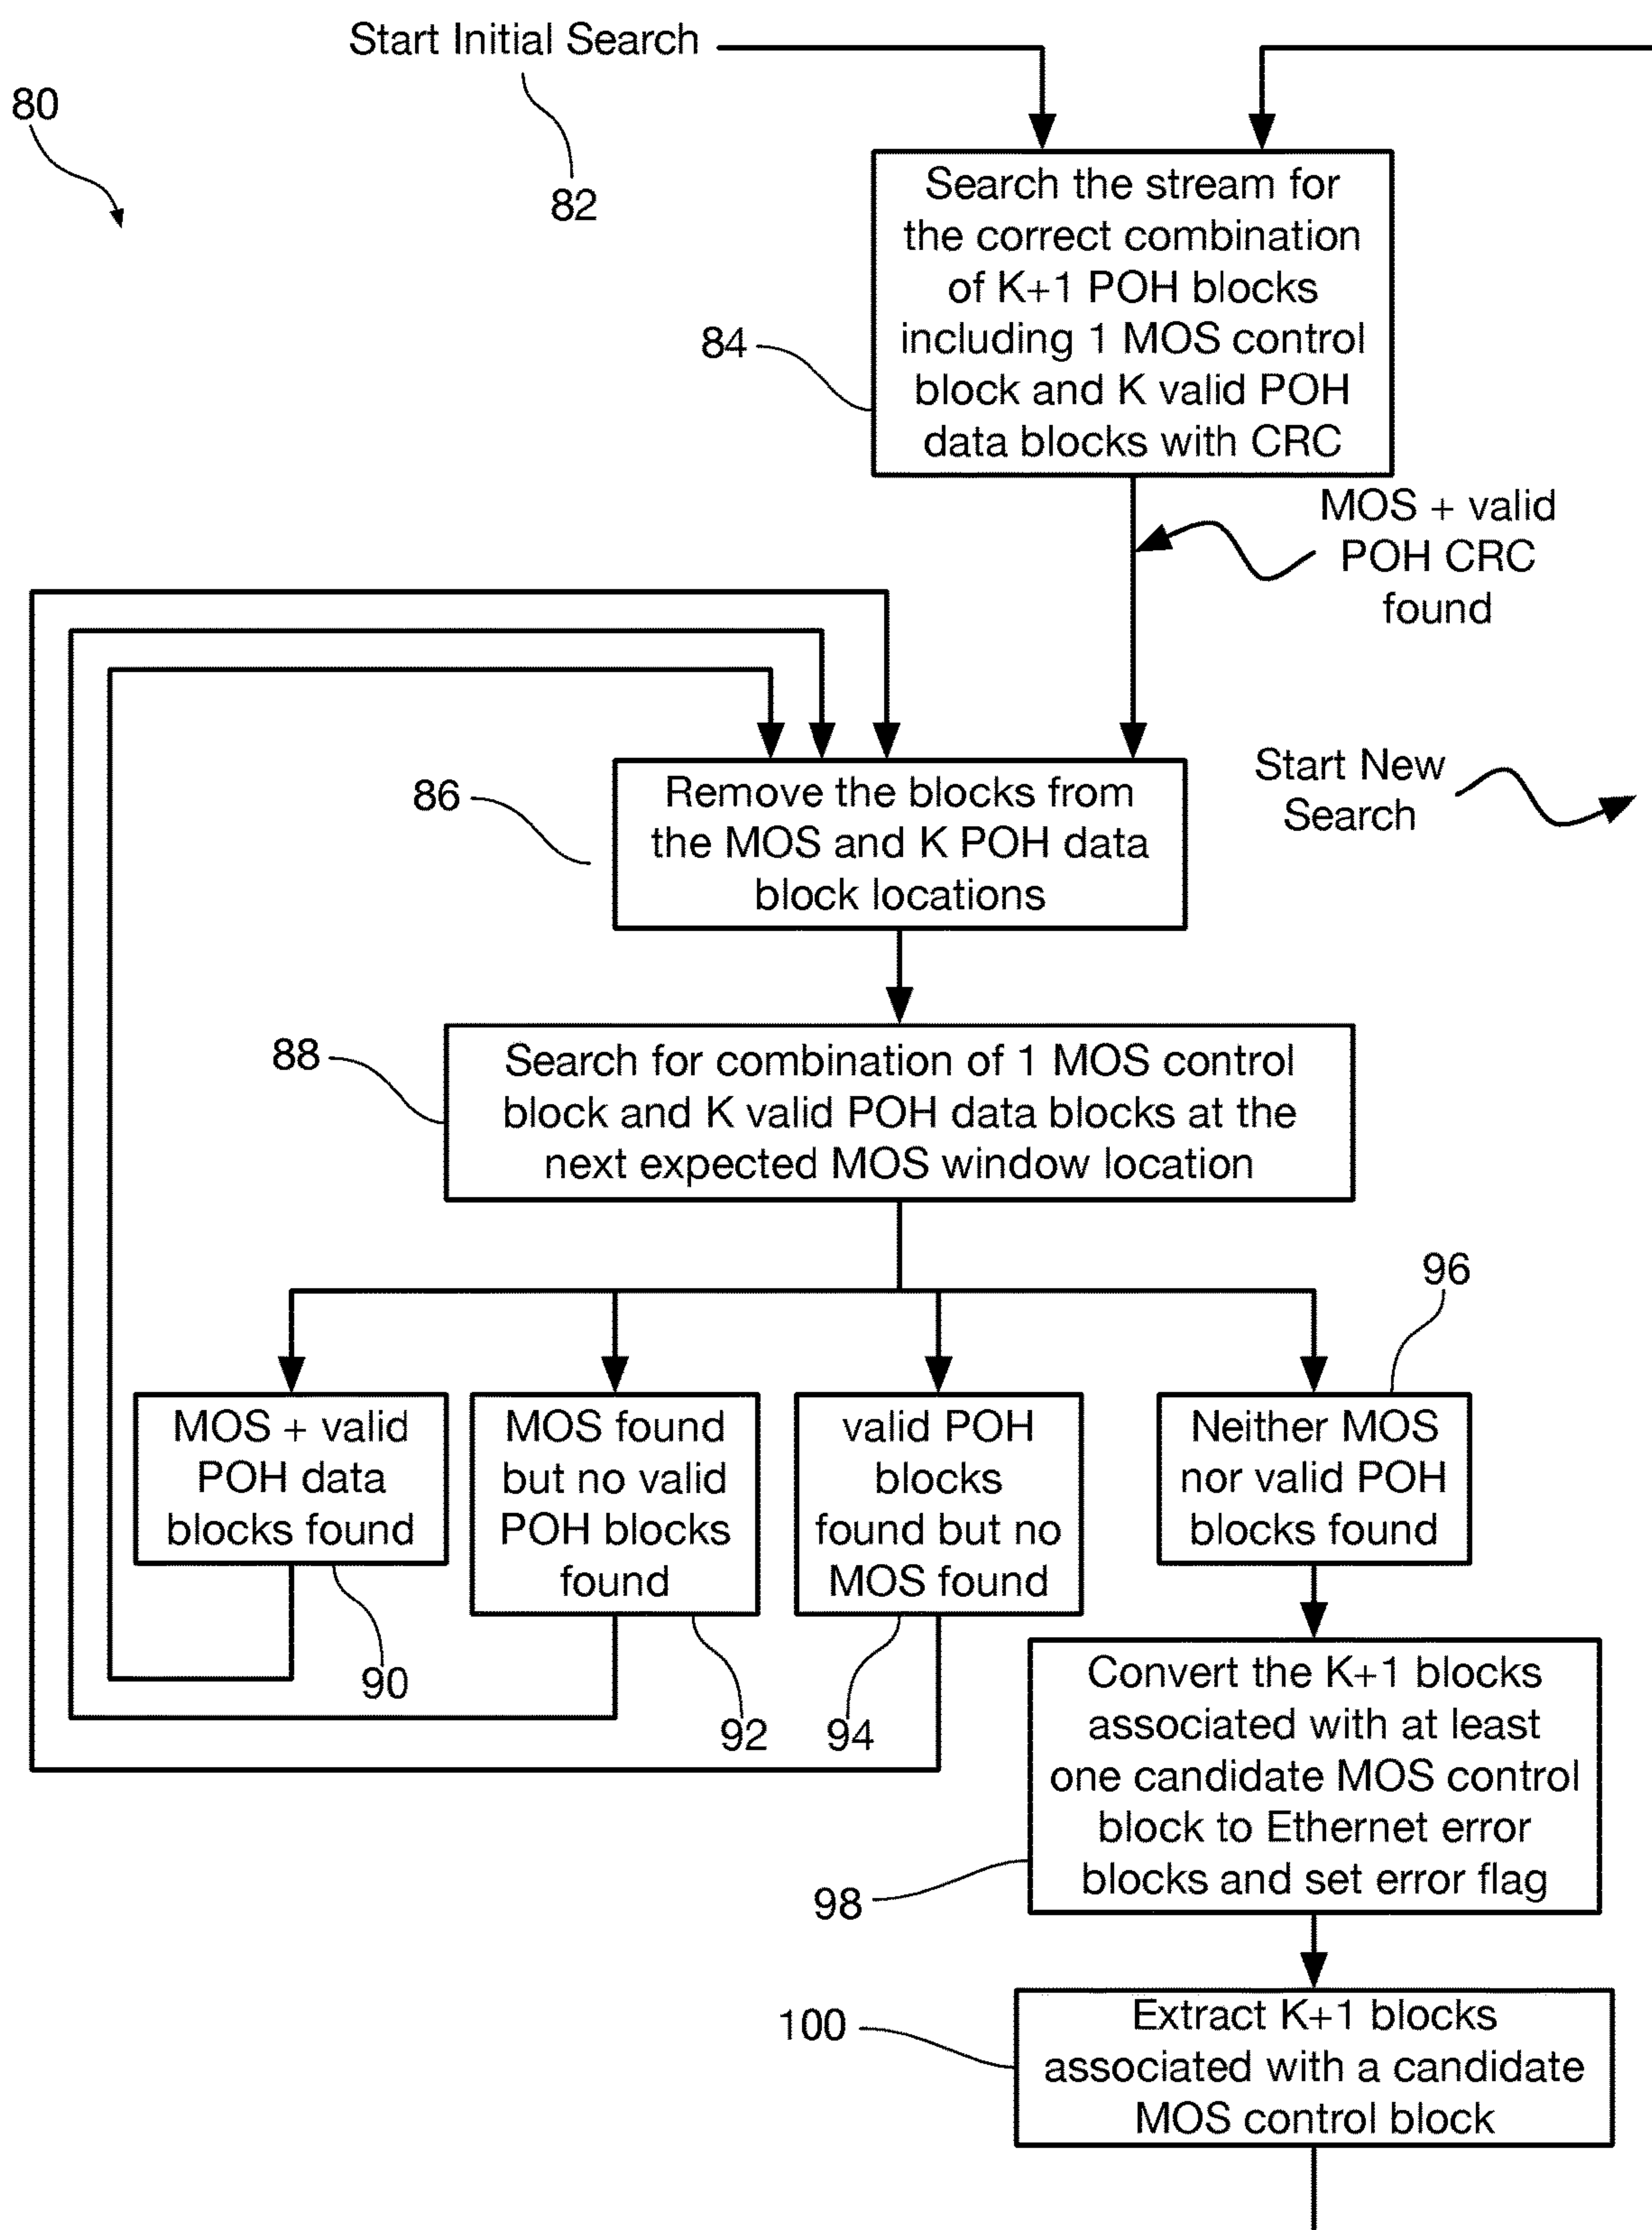 Start Initial Search
80
82
Search the stream for
the correct combination
of K+1 POH blocks
including 1 MOS control
block and K valid POH
data blocks with CRC
84
MOS + valid
POH CRC
found
Start New
Search
86
Remove the blocks from
the MOS and K POH data
block locations
88
Search for combination of 1 MOS control
block and K valid POH data blocks at the
next expected MOS window location
96
MOS + valid
POH data
blocks found
90
MOS found
but no valid
POH blocks
found
92
valid POH
blocks
found but no
MOS found
94
Neither MOS
nor valid POH
blocks found
Convert the K+1 blocks
associated with at least
one candidate MOS control
block to Ethernet error
blocks and set error flag
98
Extract K+1 blocks
associated with a candidate
MOS control block
100